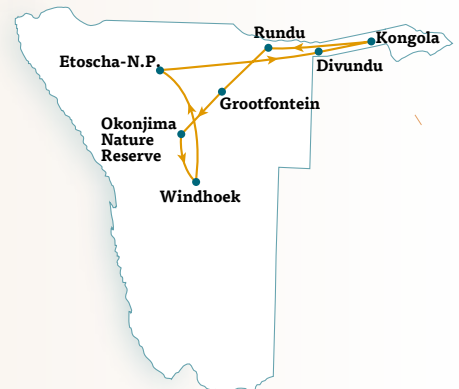 Rundu
Kongola
Etoscha-N.P.
Divundu
Grootfontein
Okonjima
Nature
Reserve
Windhoek